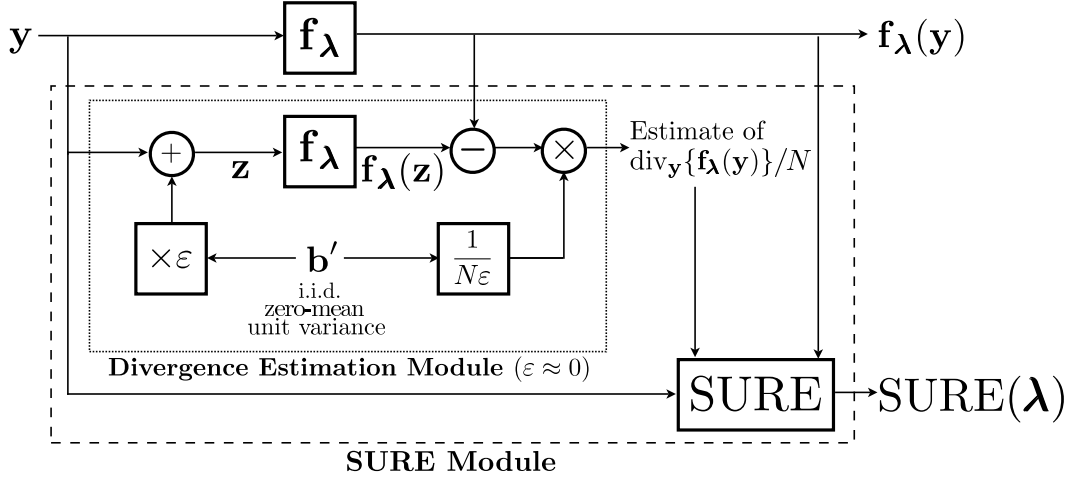 y
f_λ
f_λ(y)
+
z
f_λ
f_λ(z)
−
×
Estimate of
div_y{f_λ(y)}/N
×ε
b′
1
Nε
i.i.d.
zero-mean
unit variance
Divergence Estimation Module (ε ≈ 0)
SURE
SURE(λ)
SURE Module